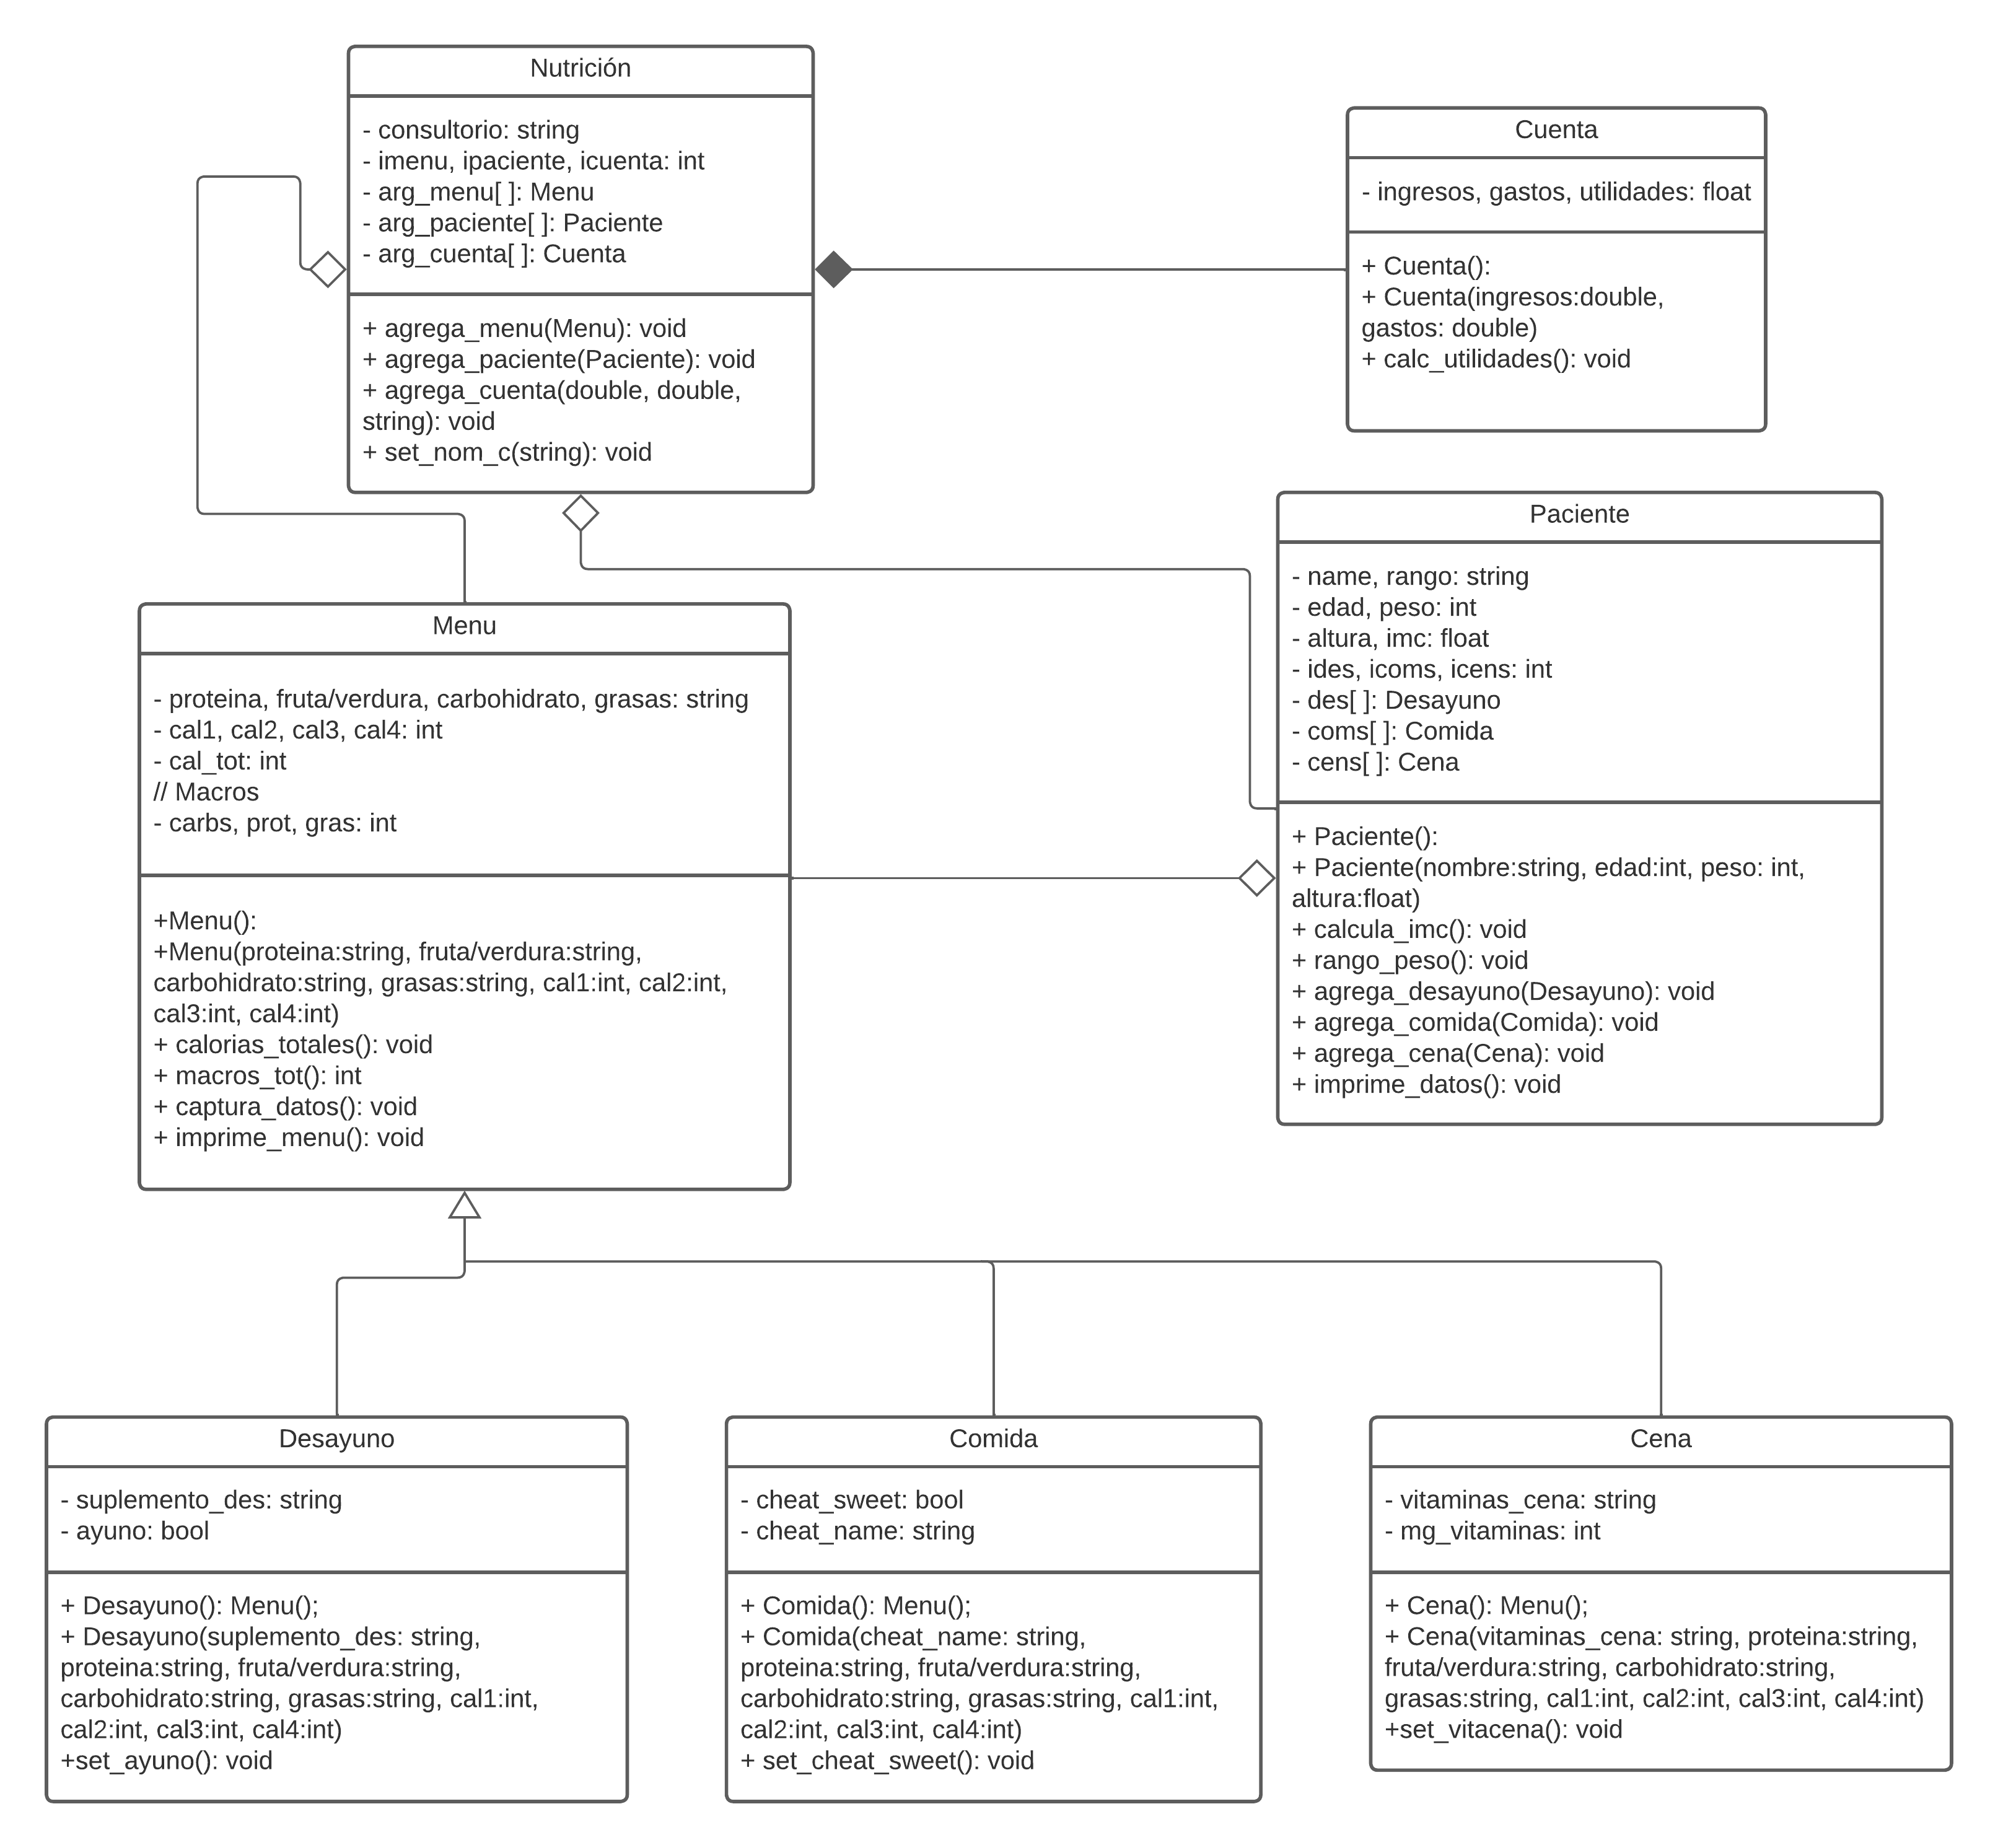 Nutrición
- consultorio: string
- imenu, ipaciente, icuenta: int
- arg_menu[ ]: Menu
- arg_paciente[ ]: Paciente
- arg_cuenta[ ]: Cuenta
+ agrega_menu(Menu): void
+ agrega_paciente(Paciente): void
+ agrega_cuenta(double, double,
string): void
+ set_nom_c(string): void
Cuenta
- ingresos, gastos, utilidades: float
+ Cuenta():
+ Cuenta(ingresos:double,
gastos: double)
+ calc_utilidades(): void
Paciente
- name, rango: string
- edad, peso: int
- altura, imc: float
- ides, icoms, icens: int
- des[ ]: Desayuno
- coms[ ]: Comida
- cens[ ]: Cena
+ Paciente():
+ Paciente(nombre:string, edad:int, peso: int,
altura:float)
+ calcula_imc(): void
+ rango_peso(): void
+ agrega_desayuno(Desayuno): void
+ agrega_comida(Comida): void
+ agrega_cena(Cena): void
+ imprime_datos(): void
Menu
- proteina, fruta/verdura, carbohidrato, grasas: string
- cal1, cal2, cal3, cal4: int
- cal_tot: int
// Macros
- carbs, prot, gras: int
+Menu():
+Menu(proteina:string, fruta/verdura:string,
carbohidrato:string, grasas:string, cal1:int, cal2:int,
cal3:int, cal4:int)
+ calorias_totales(): void
+ macros_tot(): int
+ captura_datos(): void
+ imprime_menu(): void
Desayuno
- suplemento_des: string
- ayuno: bool
+ Desayuno(): Menu();
+ Desayuno(suplemento_des: string,
proteina:string, fruta/verdura:string,
carbohidrato:string, grasas:string, cal1:int,
cal2:int, cal3:int, cal4:int)
+set_ayuno(): void
Comida
- cheat_sweet: bool
- cheat_name: string
+ Comida(): Menu();
+ Comida(cheat_name: string,
proteina:string, fruta/verdura:string,
carbohidrato:string, grasas:string, cal1:int,
cal2:int, cal3:int, cal4:int)
+ set_cheat_sweet(): void
Cena
- vitaminas_cena: string
- mg_vitaminas: int
+ Cena(): Menu();
+ Cena(vitaminas_cena: string, proteina:string,
fruta/verdura:string, carbohidrato:string,
grasas:string, cal1:int, cal2:int, cal3:int, cal4:int)
+set_vitacena(): void